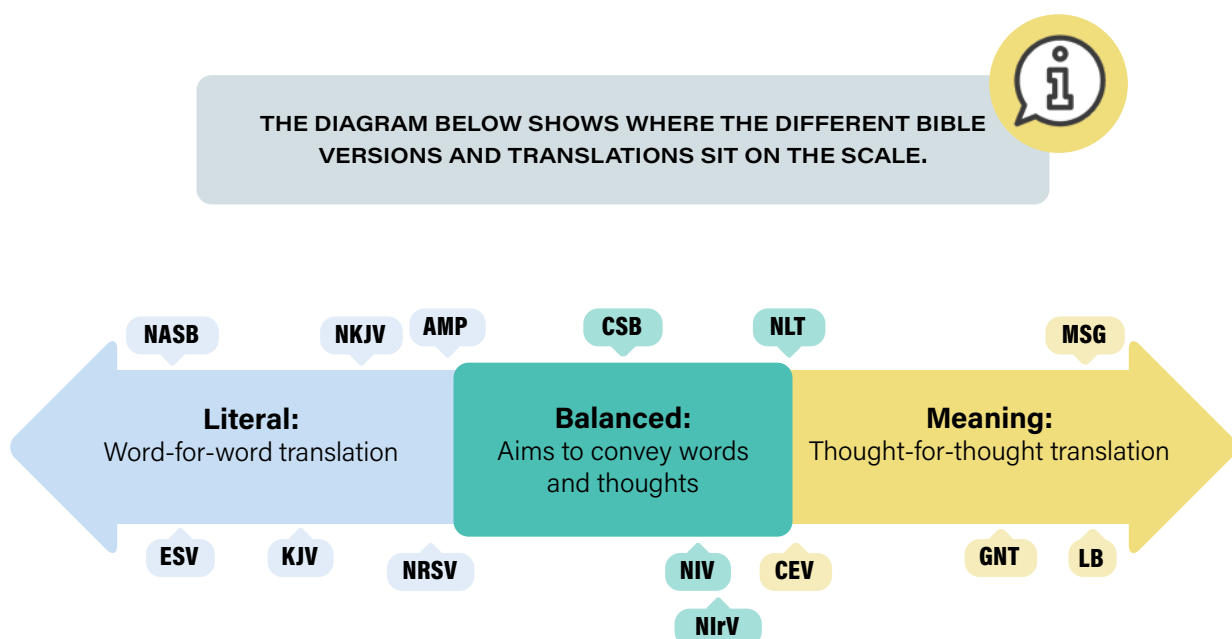 THE DIAGRAM BELOW SHOWS WHERE THE DIFFERENT BIBLE
VERSIONS AND TRANSLATIONS SIT ON THE SCALE.
NASB
NKJV
AMP
CSB
NLT
MSG
Literal:
Word-for-word translation
Balanced:
Aims to convey words
and thoughts
Meaning:
Thought-for-thought translation
ESV
KJV
NRSV
NIV
NIrV
CEV
GNT
LB